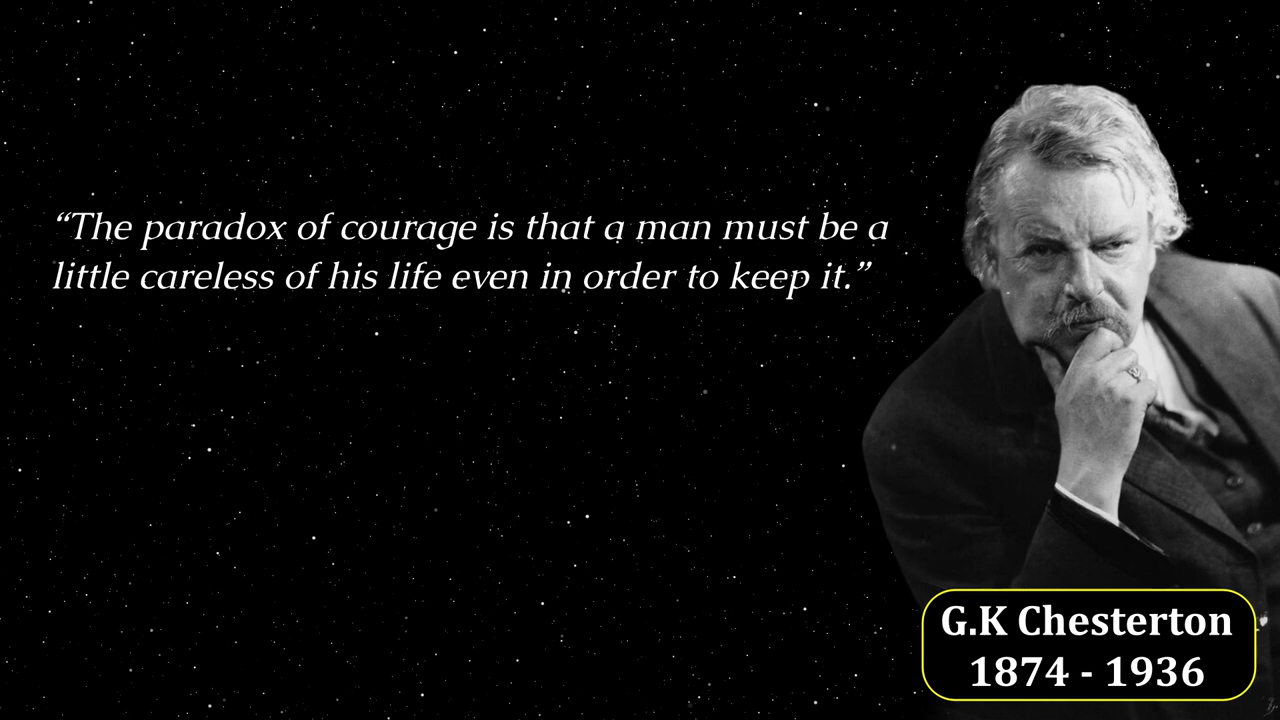 “The paradox of courage is that a man must be a
little careless of his life even in order to keep it.”
G.K Chesterton
1874 - 1936